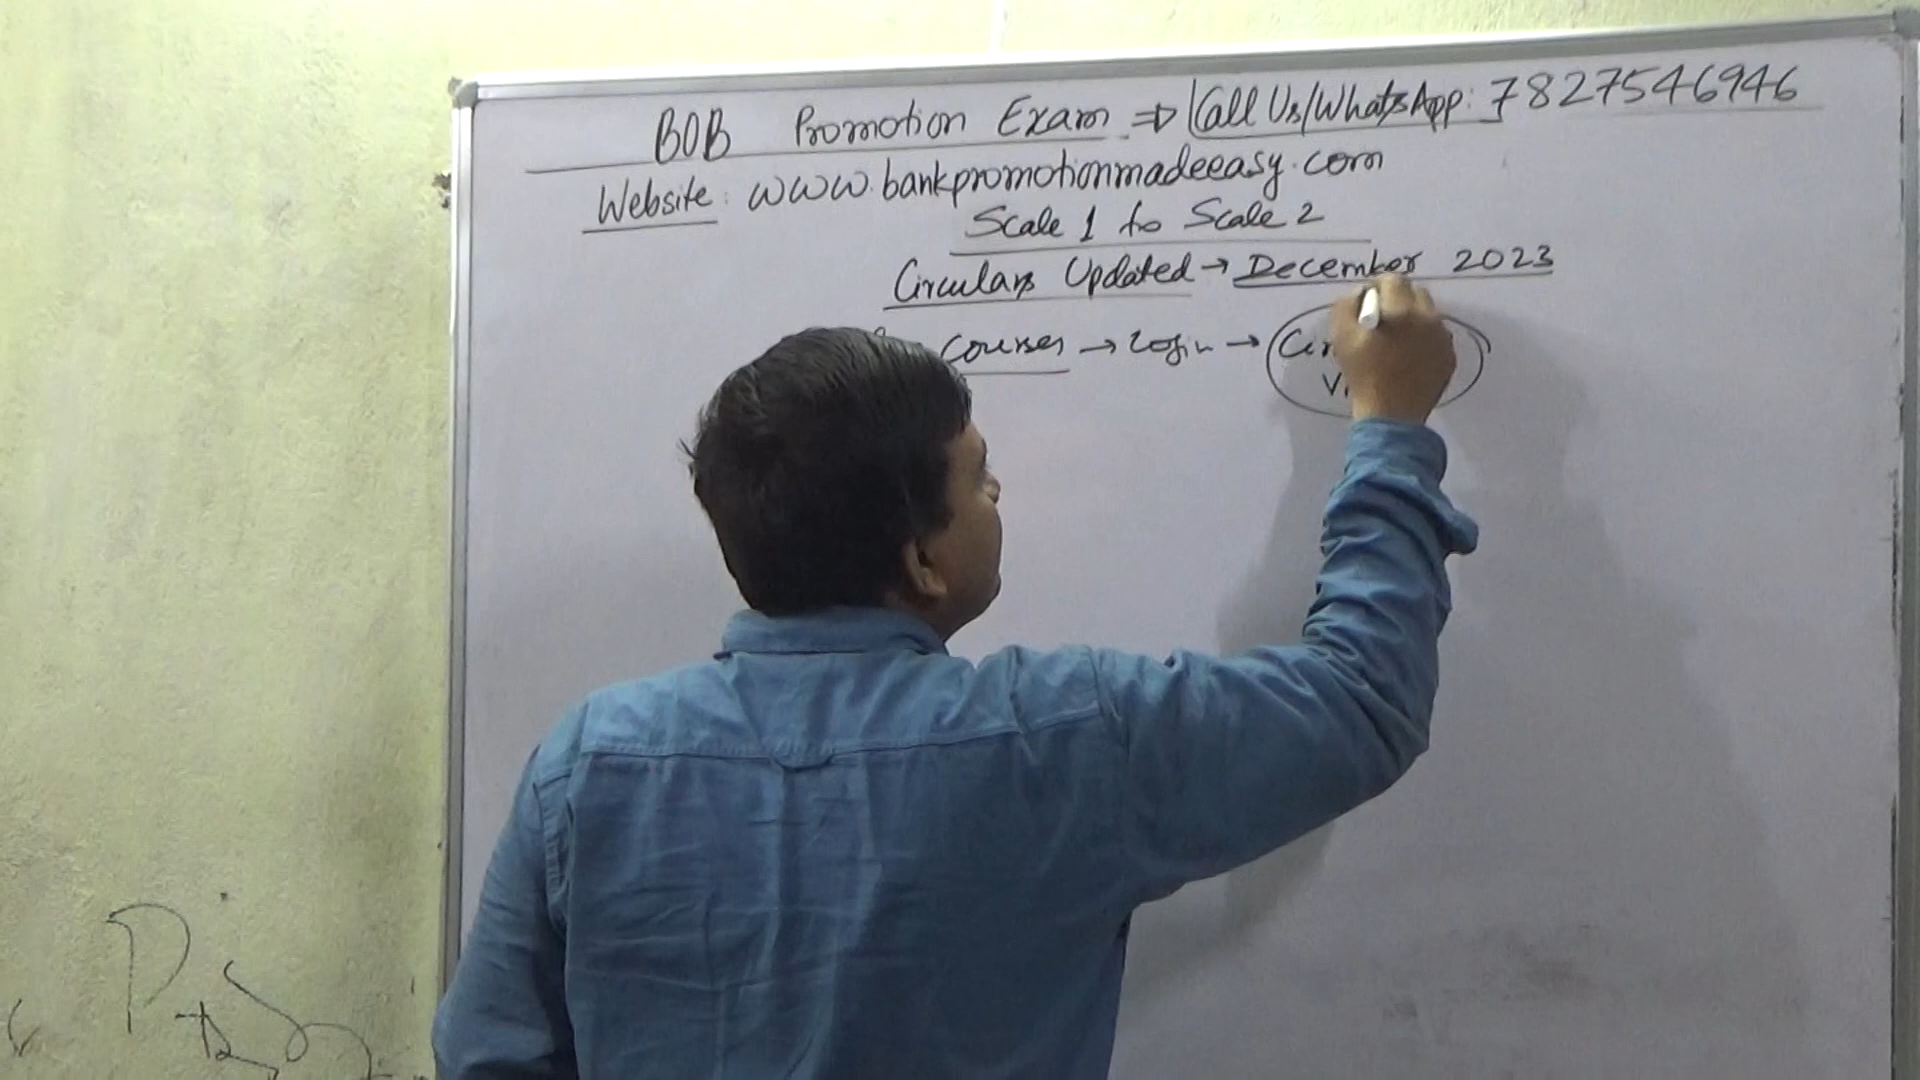 BOB Promotion Exam ⇒ Call Us/WhatsApp: 7827546946
Website: www.bankpromotionmadeeasy.com
Scale 1 to Scale 2
Circulars Updated → December 2023
courses → Login →